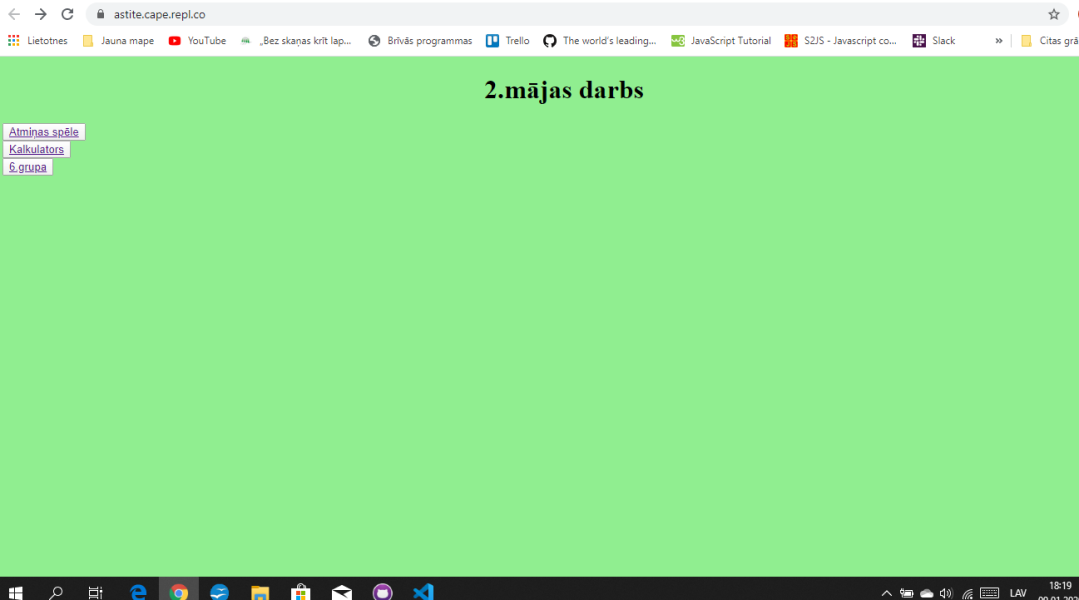 astite.cape.repl.co
Lietotnes Jauna mape YouTube „Bez skaņas krīt lap... Brīvās programmas Trello The world's leading... JavaScript Tutorial S2JS - Javascript co... Slack » Citas grā
2.mājas darbs
Atmiņas spēle
Kalkulators
6.grupa
LAV 18:19